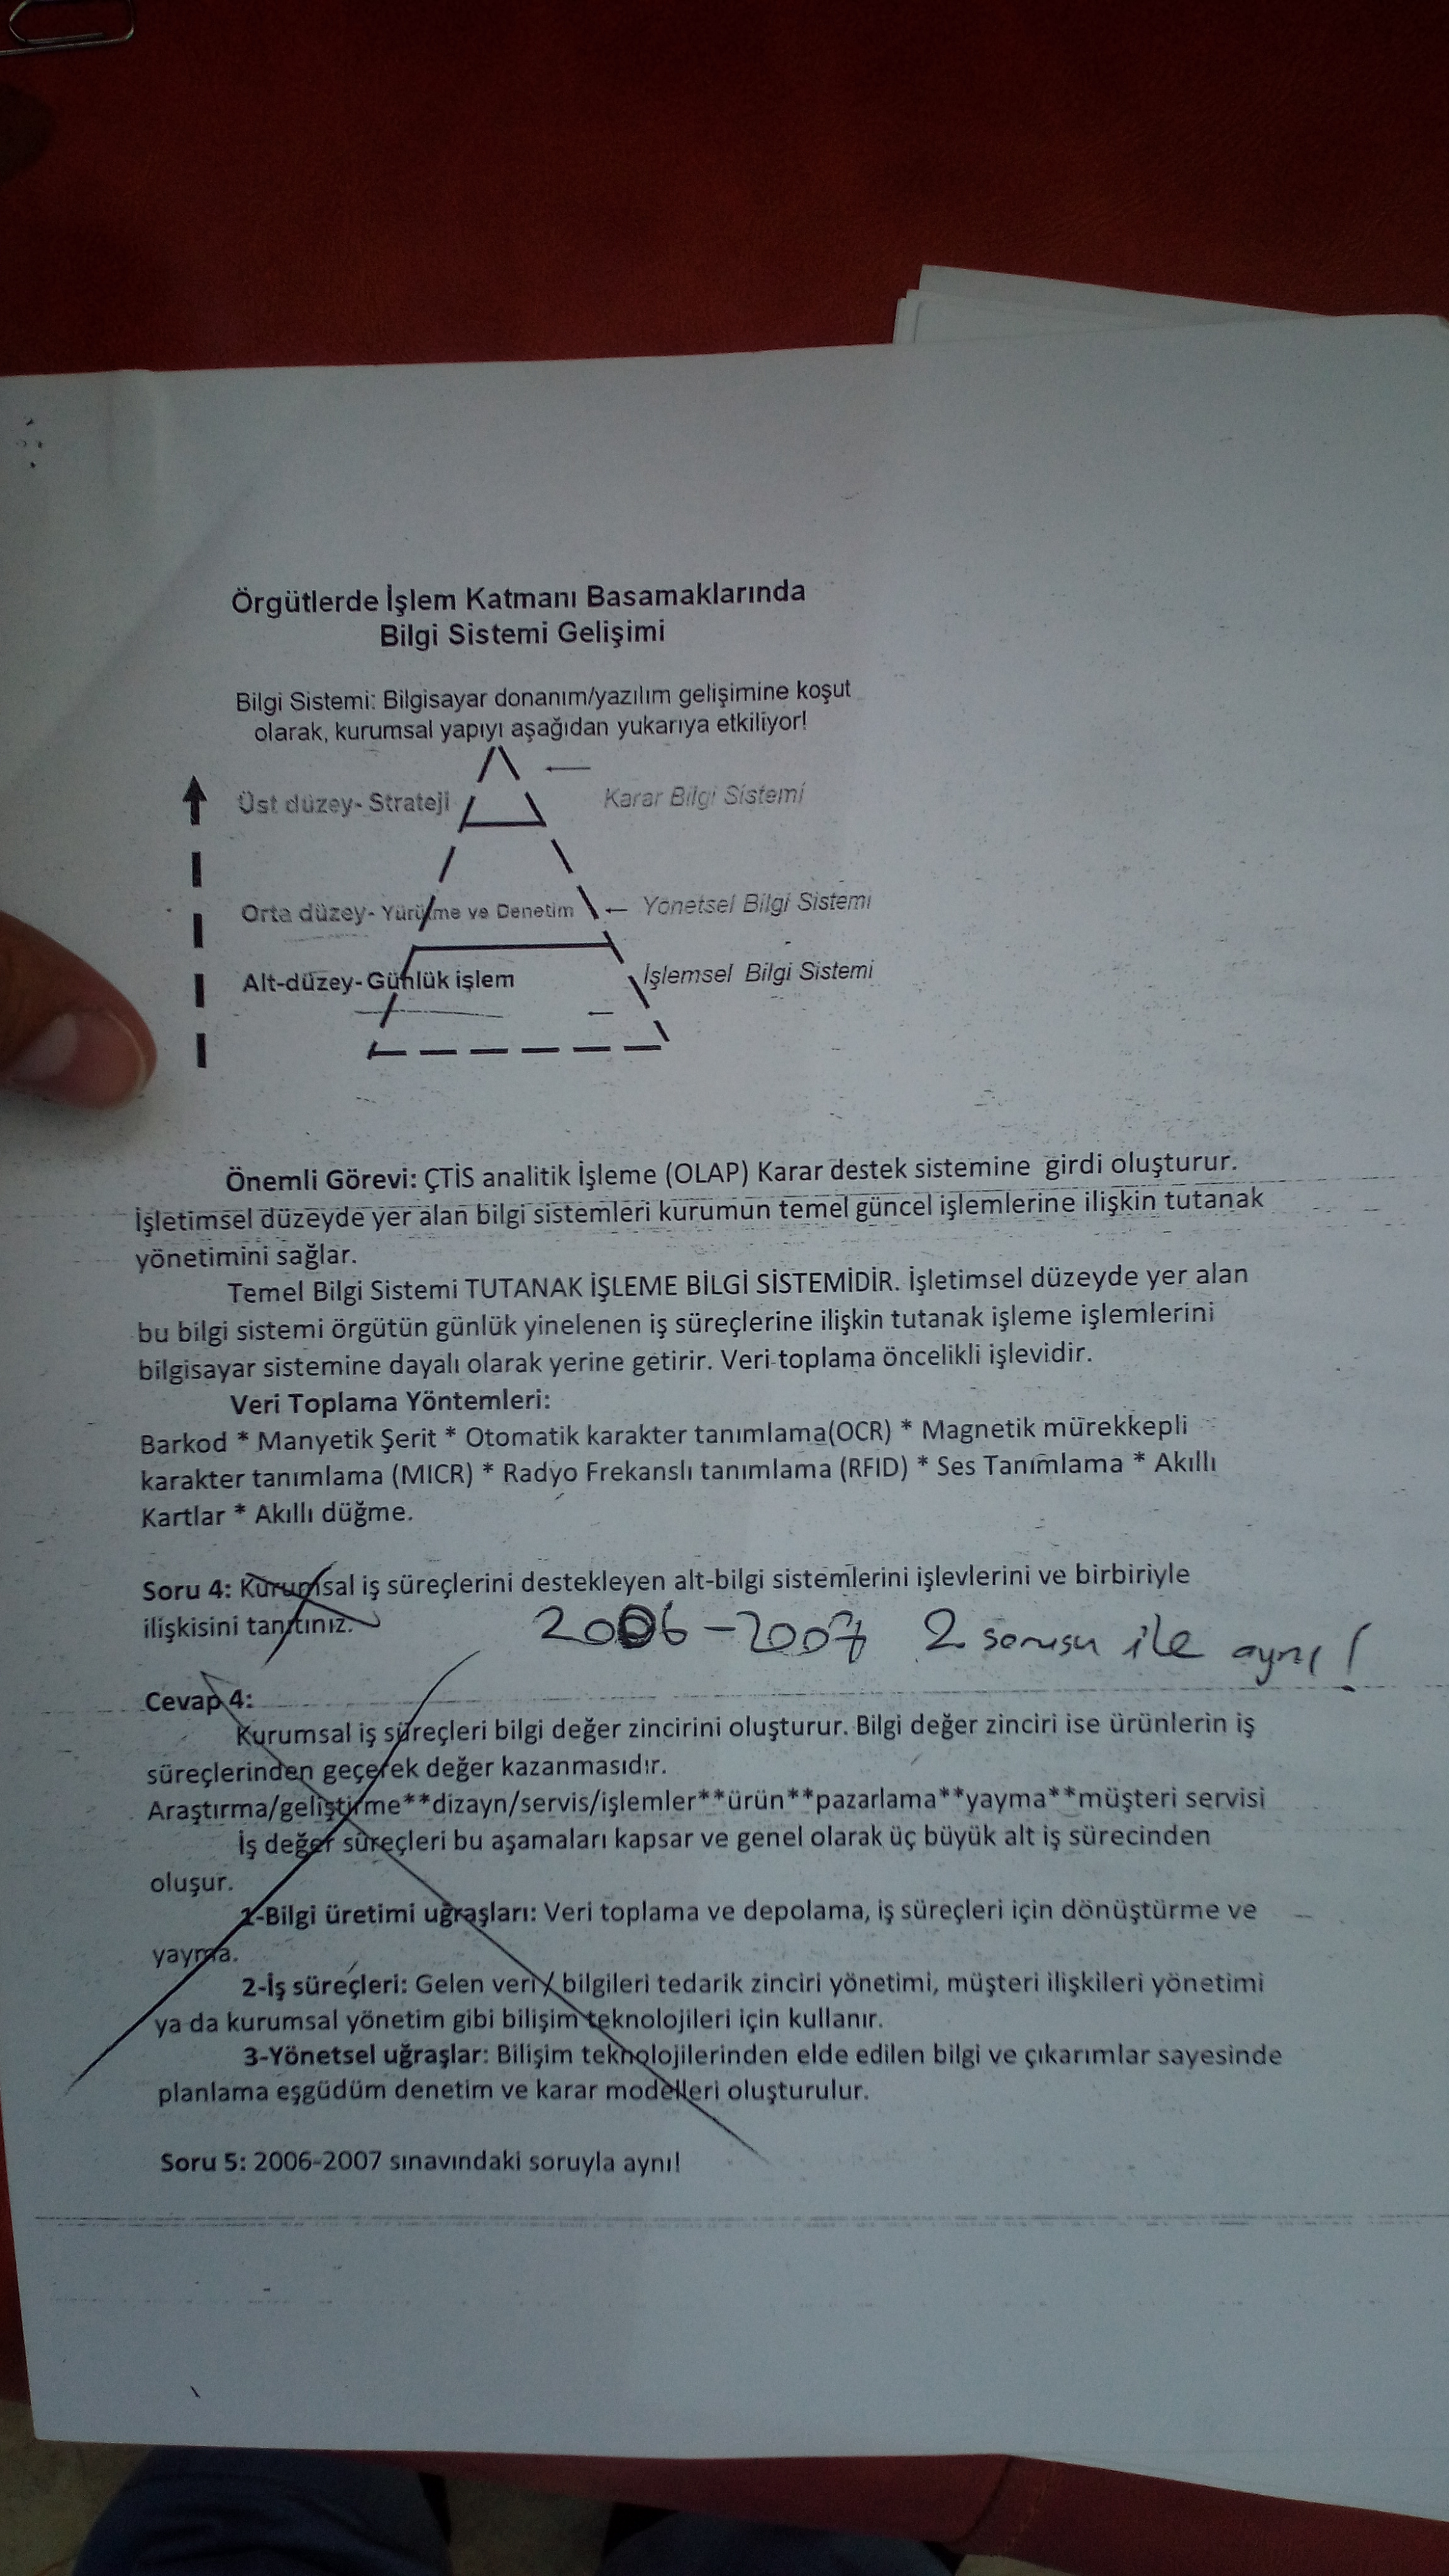 Örgütlerde İşlem Katmanı Basamaklarında
Bilgi Sistemi Gelişimi
Bilgi Sistemi: Bilgisayar donanım/yazılım gelişimine koşut
olarak, kurumsal yapıyı aşağıdan yukarıya etkiliyor!
Üst düzey- Strateji
Karar Bilgi Sistemi
Orta düzey- Yürütme ve Denetim
Yönetsel Bilgi Sistemi
Alt-düzey- Günlük işlem
İşlemsel Bilgi Sistemi
Önemli Görevi: ÇTİS analitik İşleme (OLAP) Karar destek sistemine girdi oluşturur.
İşletimsel düzeyde yer alan bilgi sistemleri kurumun temel güncel işlemlerine ilişkin tutanak
yönetimini sağlar.
Temel Bilgi Sistemi TUTANAK İŞLEME BİLGİ SİSTEMİDİR. İşletimsel düzeyde yer alan
bu bilgi sistemi örgütün günlük yinelenen iş süreçlerine ilişkin tutanak işleme işlemlerini
bilgisayar sistemine dayalı olarak yerine getirir. Veri toplama öncelikli işlevidir.
Veri Toplama Yöntemleri:
Barkod * Manyetik Şerit * Otomatik karakter tanımlama(OCR) * Magnetik mürekkepli
karakter tanımlama (MICR) * Radyo Frekanslı tanımlama (RFID) * Ses Tanımlama * Akıllı
Kartlar * Akıllı düğme.
Soru 4: Kurumsal iş süreçlerini destekleyen alt-bilgi sistemlerini işlevlerini ve birbiriyle
ilişkisini tanıtınız.
2006-2007 2 sorusu ile aynı!
Cevap 4:
Kurumsal iş süreçleri bilgi değer zincirini oluşturur. Bilgi değer zinciri ise ürünlerin iş
süreçlerinden geçerek değer kazanmasıdır.
Araştırma/geliştirme**dizayn/servis/işlemler**ürün**pazarlama**yayma**müşteri servisi
İş değer süreçleri bu aşamaları kapsar ve genel olarak üç büyük alt iş sürecinden
oluşur.
1-Bilgi üretimi uğraşları: Veri toplama ve depolama, iş süreçleri için dönüştürme ve
yayma.
2-İş süreçleri: Gelen veri / bilgileri tedarik zinciri yönetimi, müşteri ilişkileri yönetimi
ya da kurumsal yönetim gibi bilişim teknolojileri için kullanır.
3-Yönetsel uğraşlar: Bilişim teknolojilerinden elde edilen bilgi ve çıkarımlar sayesinde
planlama eşgüdüm denetim ve karar modelleri oluşturulur.
Soru 5: 2006-2007 sınavındaki soruyla aynı!